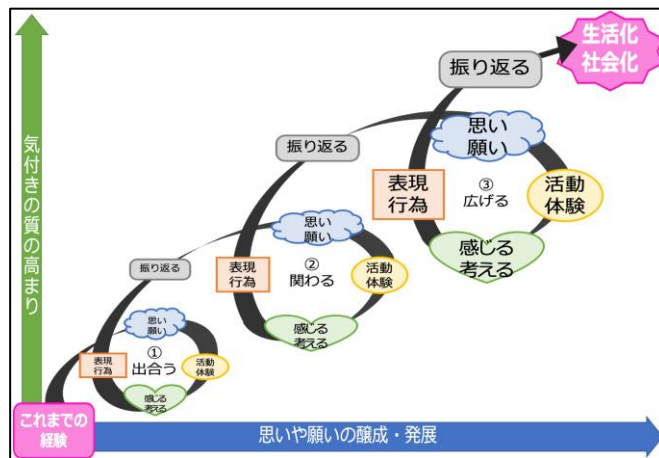 生活化
社会化
振り返る
思い
願い
表現
行為
③
広げる
活動
体験
感じる
考える
振り返る
思い
願い
表現
行為
②
関わる
活動
体験
感じる
考える
振り返る
思い
願い
表現
行為
①
出合う
活動
体験
感じる
考える
気付きの質の高まり
これまでの
経験
思いや願いの醸成・発展